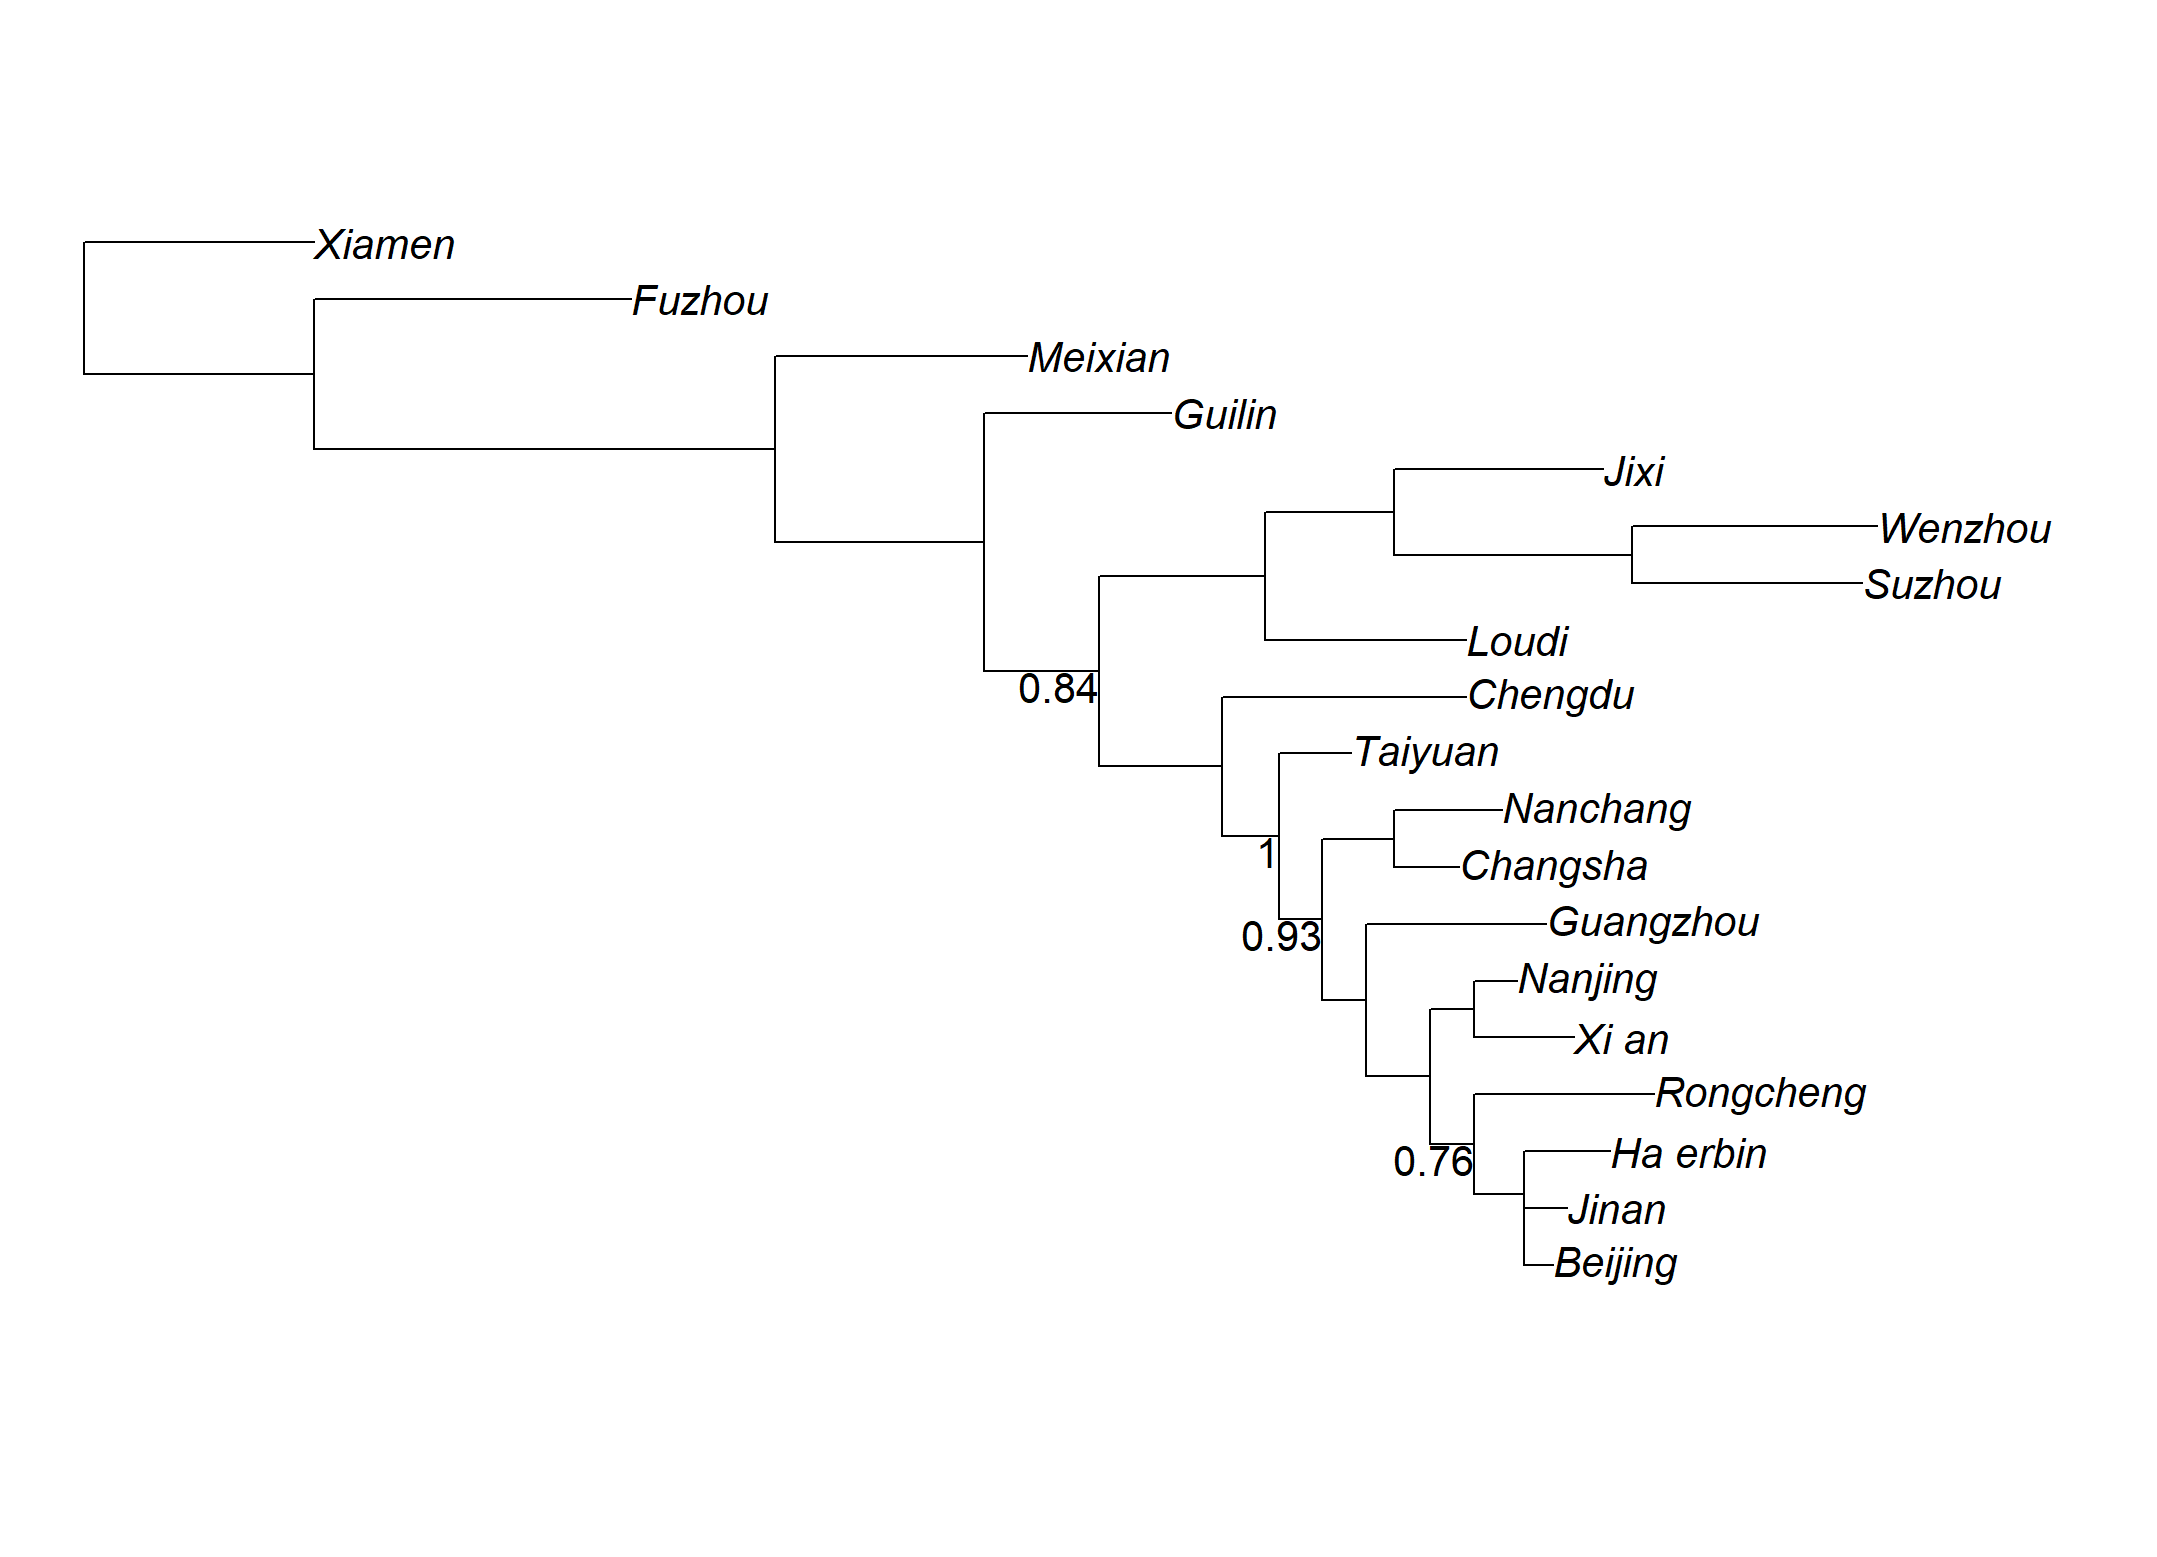 Xiamen
Fuzhou
Meixian
Guilin
Jixi
Wenzhou
Suzhou
Loudi
0.84
Chengdu
Taiyuan
Nanchang
1
Changsha
Guangzhou
0.93
Nanjing
Xi an
Rongcheng
Ha erbin
0.76
Jinan
Beijing